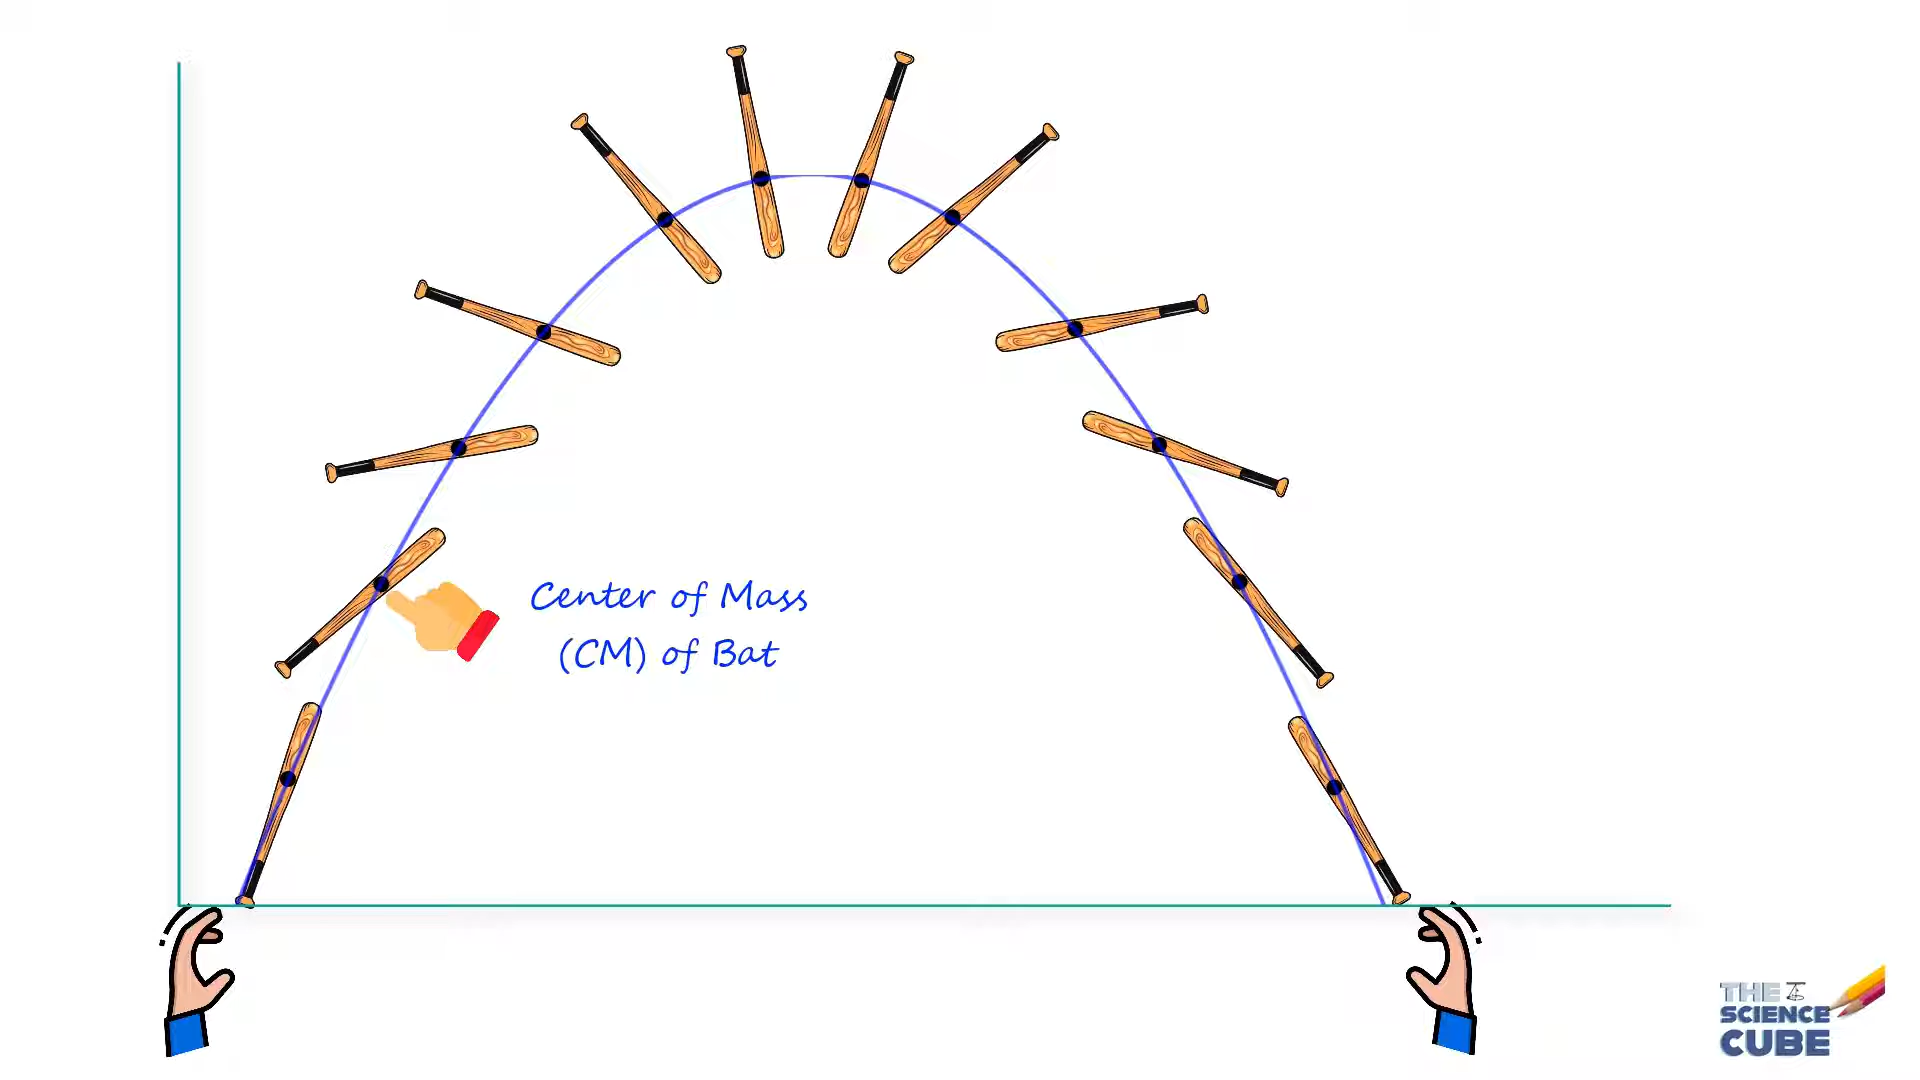 Center of Mass
(CM) of Bat
THE
SCIENCE
CUBE